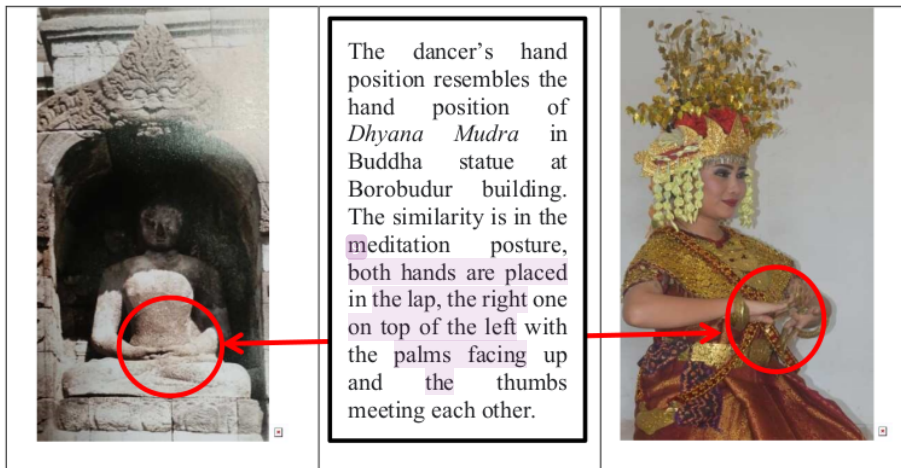 The dancer's hand
position resembles the
hand position of
Dhyana Mudra in
Buddha statue at
Borobudur building.
The similarity is in the
meditation posture,
both hands are placed
in the lap, the right one
on top of the left with
the palms facing up
and the thumbs
meeting each other.